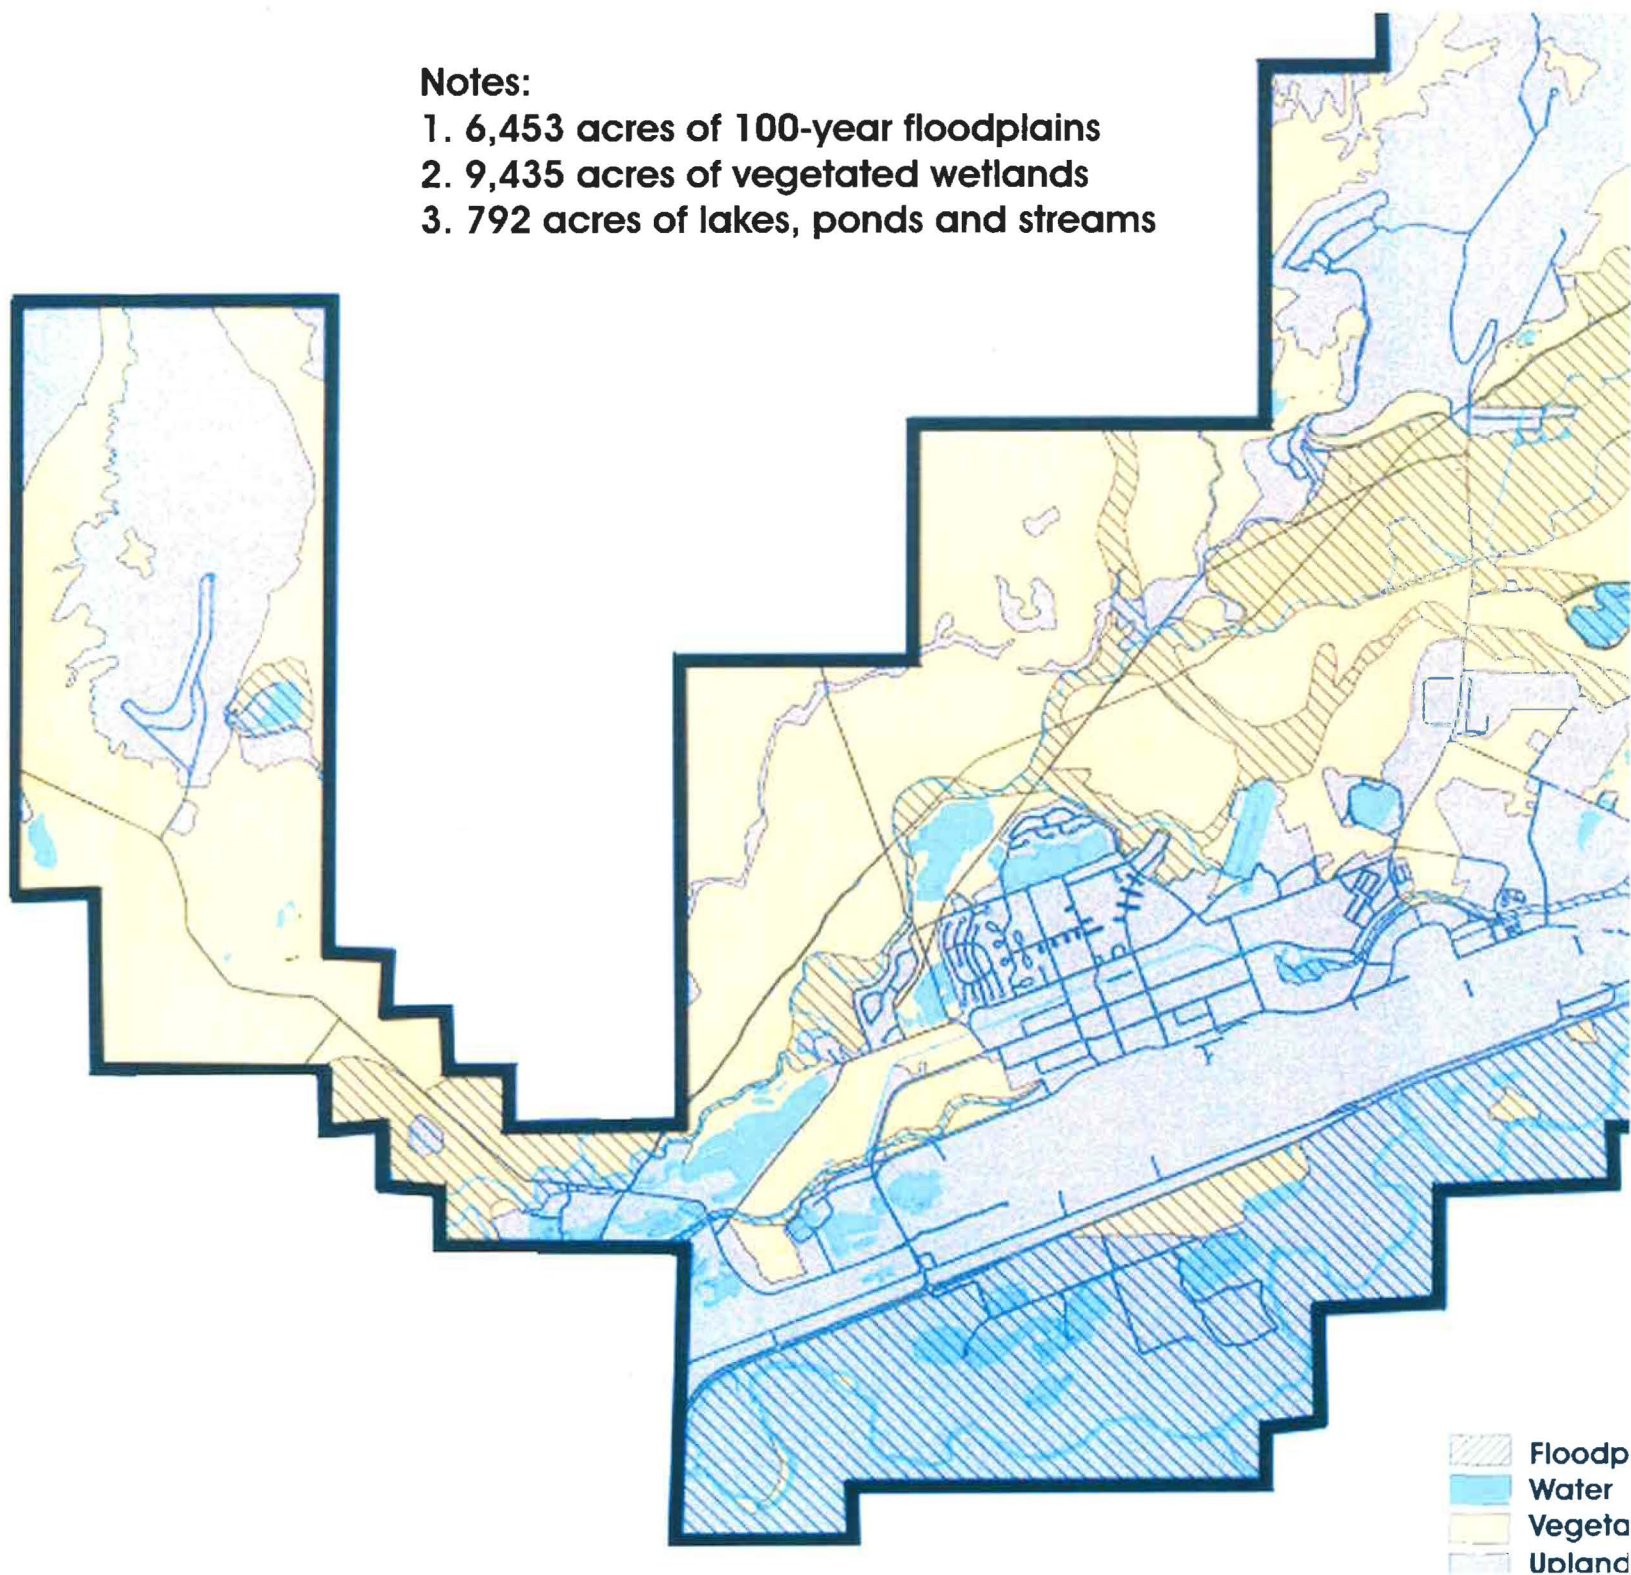 Notes:
1. 6,453 acres of 100-year floodplains
2. 9,435 acres of vegetated wetlands
3. 792 acres of lakes, ponds and streams
Floodp
Water
Vegeta
Upland